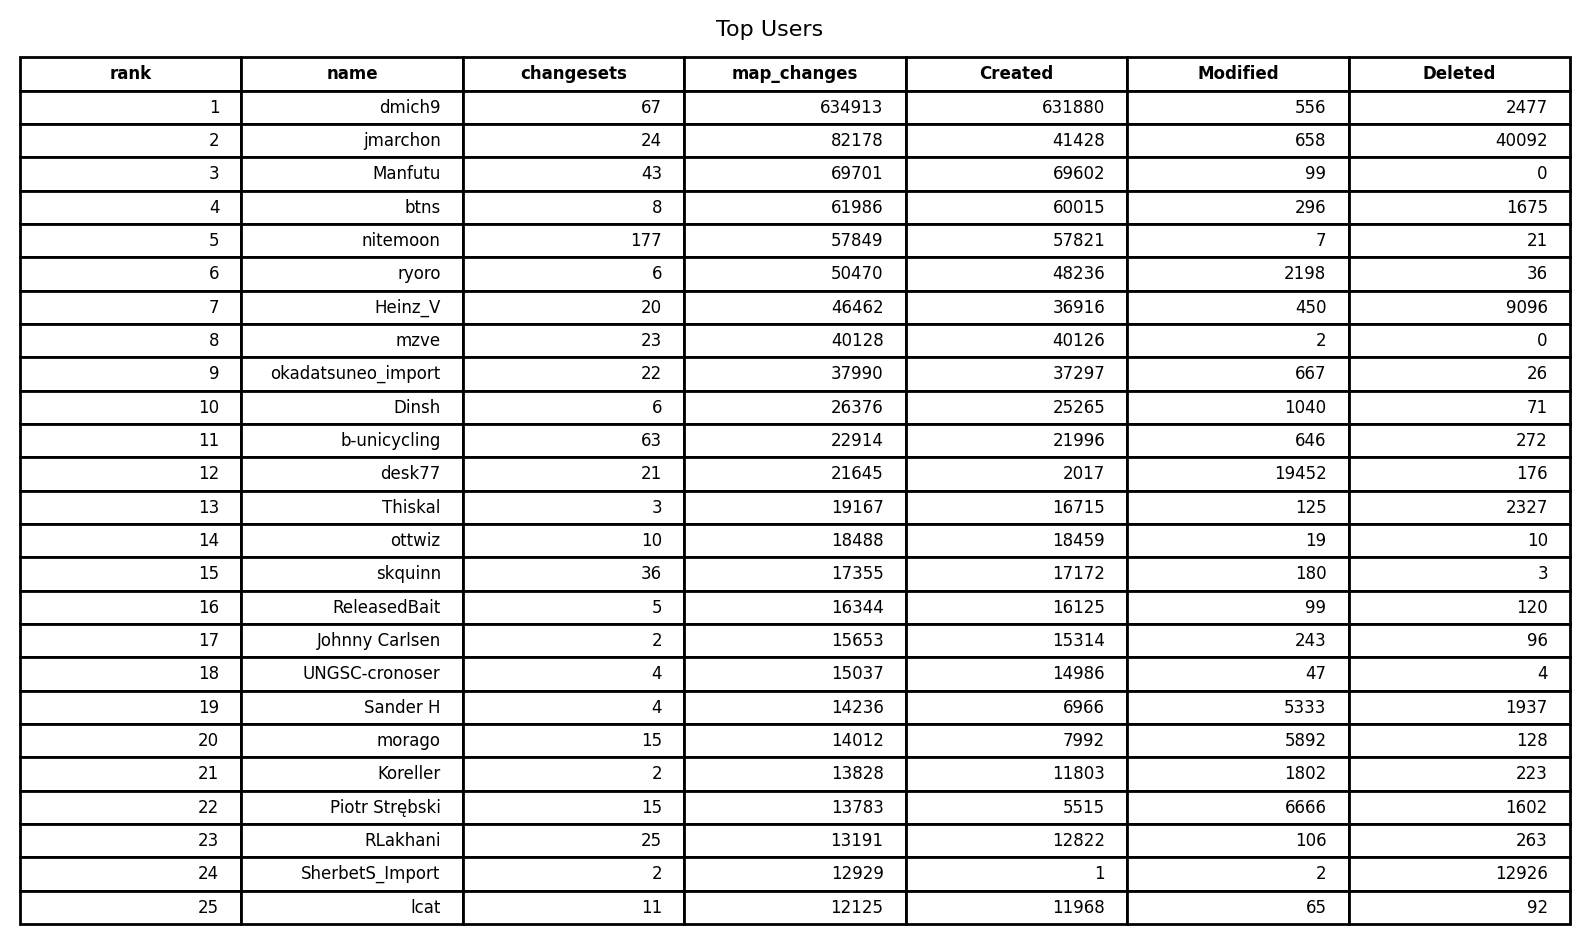 Top Users
rank name changesets map_changes Created Modified Deleted
1 dmich9 67 634913 631880 556 2477
2 jmarchon 24 82178 41428 658 40092
3 Manfutu 43 69701 69602 99 0
4 btns 8 61986 60015 296 1675
5 nitemoon 177 57849 57821 7 21
6 ryoro 6 50470 48236 2198 36
7 Heinz_V 20 46462 36916 450 9096
8 mzve 23 40128 40126 2 0
9 okadatsuneo_import 22 37990 37297 667 26
10 Dinsh 6 26376 25265 1040 71
11 b-unicycling 63 22914 21996 646 272
12 desk77 21 21645 2017 19452 176
13 Thiskal 3 19167 16715 125 2327
14 ottwiz 10 18488 18459 19 10
15 skquinn 36 17355 17172 180 3
16 ReleasedBait 5 16344 16125 99 120
17 Johnny Carlsen 2 15653 15314 243 96
18 UNGSC-cronoser 4 15037 14986 47 4
19 Sander H 4 14236 6966 5333 1937
20 morago 15 14012 7992 5892 128
21 Koreller 2 13828 11803 1802 223
22 Piotr Strębski 15 13783 5515 6666 1602
23 RLakhani 25 13191 12822 106 263
24 SherbetS_Import 2 12929 1 2 12926
25 lcat 11 12125 11968 65 92